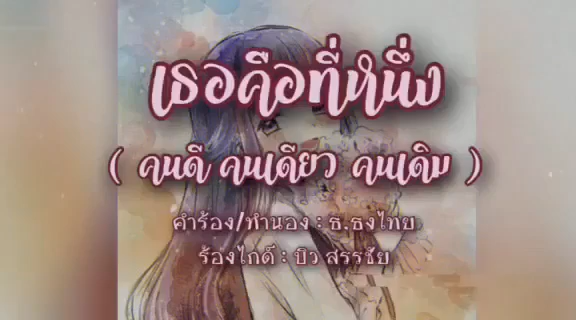 เธอคือที่หนึ่ง
( คนดี คนเดียว คนเดิม )
คำร้อง/ทำนอง : ธ.ธงไทย
ร้องไกด์ : บิว สรรชัย